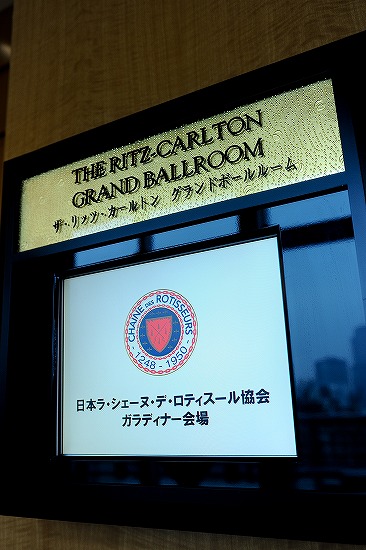 THE RITZ-CARLTON
GRAND BALLROOM
ザ・リッツ・カールトン グランドボールルーム
CHAINE DES ROTISSEURS
・1248 - 1950・
日本ラ・シェーヌ・デ・ロティスール協会
ガラディナー会場